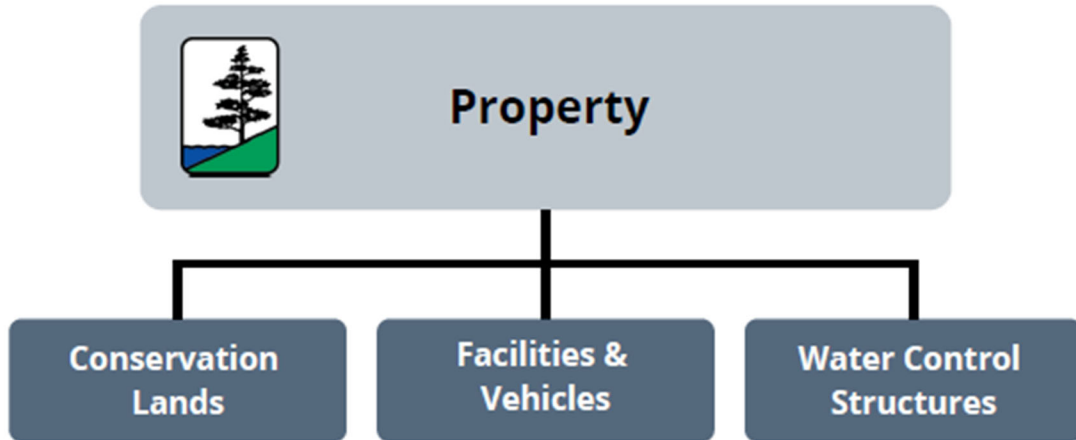 Property
Conservation
Lands
Facilities &
Vehicles
Water Control
Structures